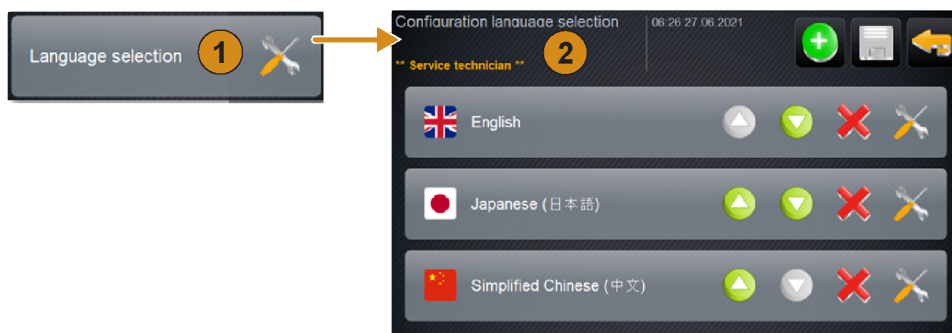 Language selection
1
Configuration language selection
06:26 27.06.2021
2
** Service technician **
English
Japanese (日本語)
Simplified Chinese (中文)